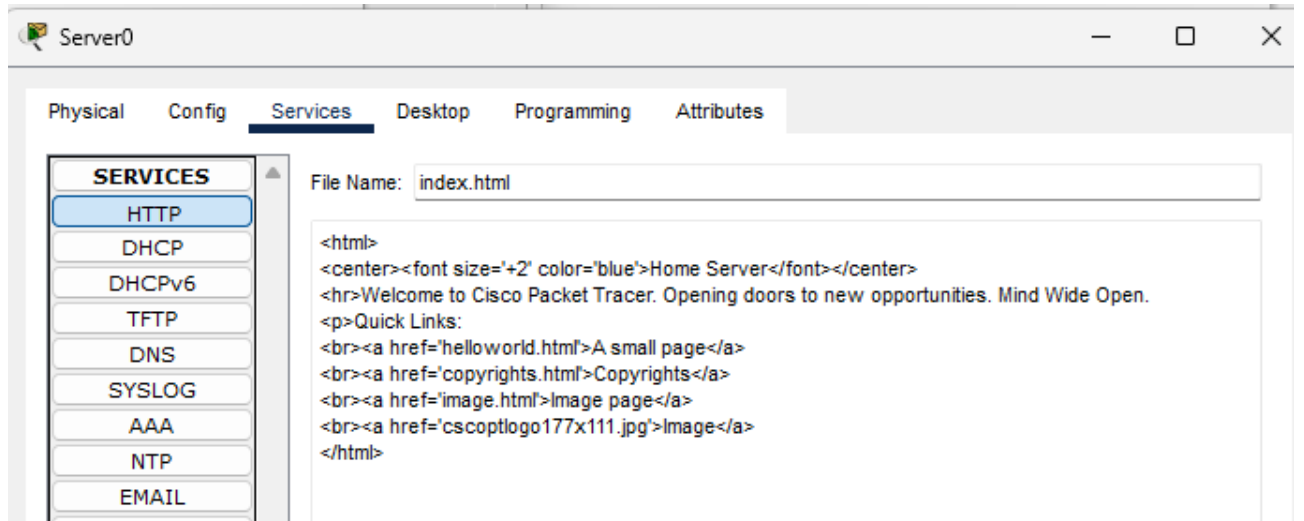 Server0
Physical Config Services Desktop Programming Attributes
SERVICES
HTTP
DHCP
DHCPv6
TFTP
DNS
SYSLOG
AAA
NTP
EMAIL
File Name: index.html
<html>
<center><font size='+2' color='blue'>Home Server</font></center>
<hr>Welcome to Cisco Packet Tracer. Opening doors to new opportunities. Mind Wide Open.
<p>Quick Links:
<br><a href='helloworld.html'>A small page</a>
<br><a href='copyrights.html'>Copyrights</a>
<br><a href='image.html'>Image page</a>
<br><a href='cscoptlogo177x111.jpg'>Image</a>
</html>